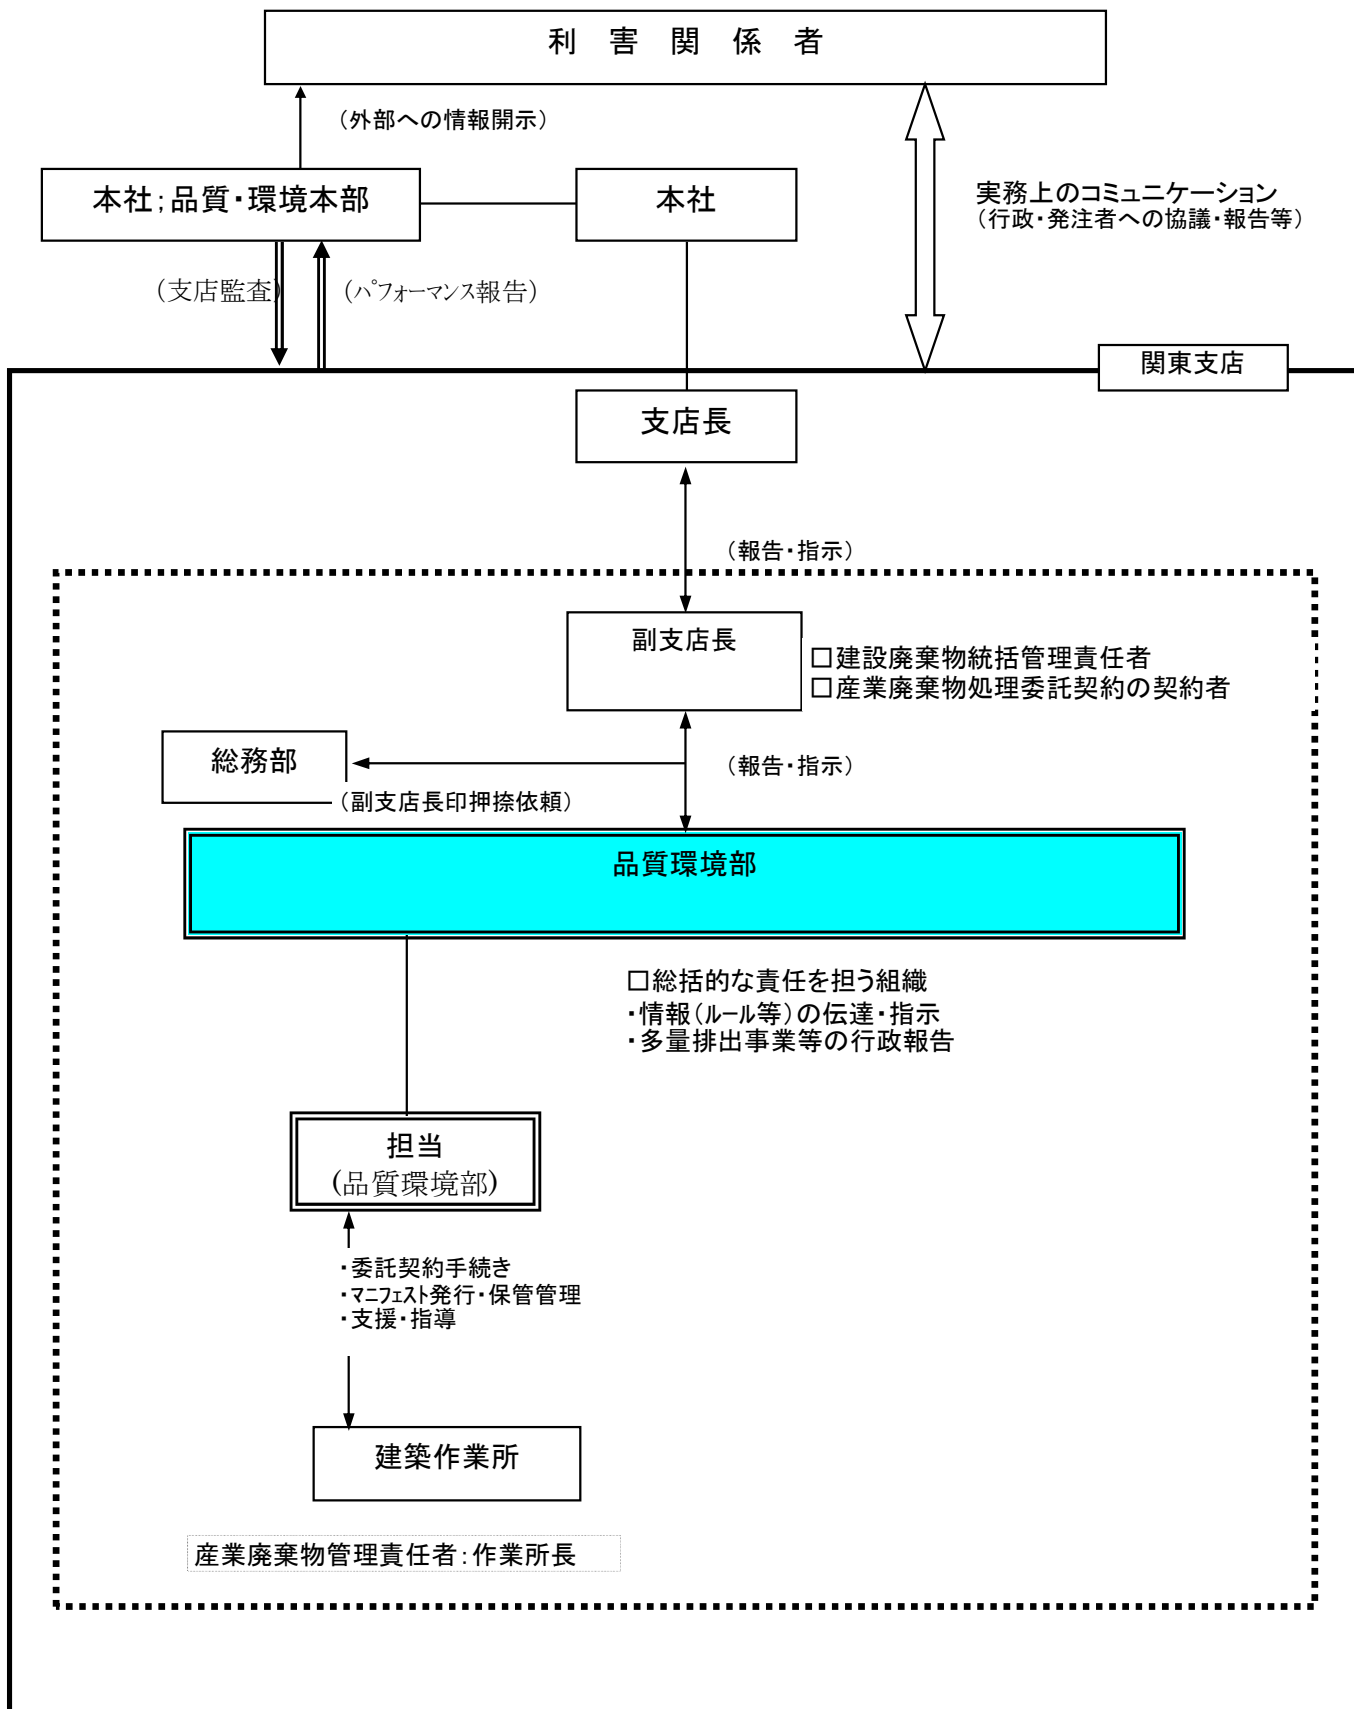 利 害 関 係 者
（外部への情報開示）
本社；品質・環境本部
本社
実務上のコミュニケーション
（行政・発注者への協議・報告等）
（支店監査）
（ﾊﾟﾌｫｰﾏﾝｽ報告）
関東支店
支店長
（報告・指示）
副支店長
□建設廃棄物統括管理責任者
□産業廃棄物処理委託契約の契約者
総務部
（報告・指示）
（副支店長印押捺依頼）
品質環境部
□総括的な責任を担う組織
・情報（ﾙｰﾙ等）の伝達・指示
・多量排出事業等の行政報告
担当
(品質環境部)
・委託契約手続き
・ﾏﾆﾌｪｽﾄ発行・保管管理
・支援・指導
建築作業所
産業廃棄物管理責任者：作業所長